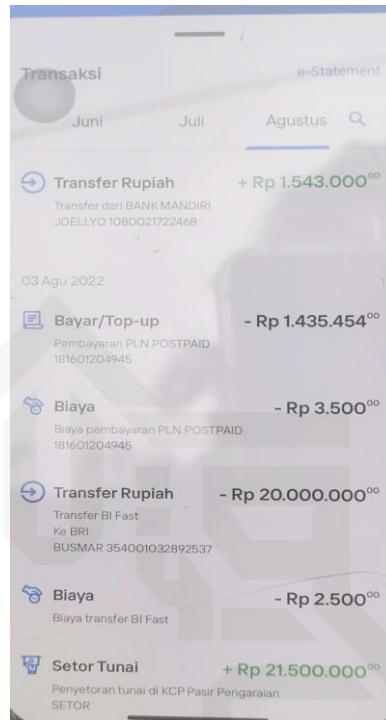 Transaksi e-Statement
Juni Juli Agustus
Transfer Rupiah + Rp 1.543.000⁰⁰
Transfer dari BANK MANDIRI
JOELLYO 1080021722468
03 Agu 2022
Bayar/Top-up - Rp 1.435.454⁰⁰
Pembayaran PLN POSTPAID
181601204945
Biaya - Rp 3.500⁰⁰
Biaya pembayaran PLN POSTPAID
181601204945
Transfer Rupiah - Rp 20.000.000⁰⁰
Transfer BI Fast
Ke BRI
BUSMAR 354001032892537
Biaya - Rp 2.500⁰⁰
Biaya transfer BI Fast
Setor Tunai + Rp 21.500.000⁰⁰
Penyetoran tunai di KCP Pasir Pengaraian
SETOR